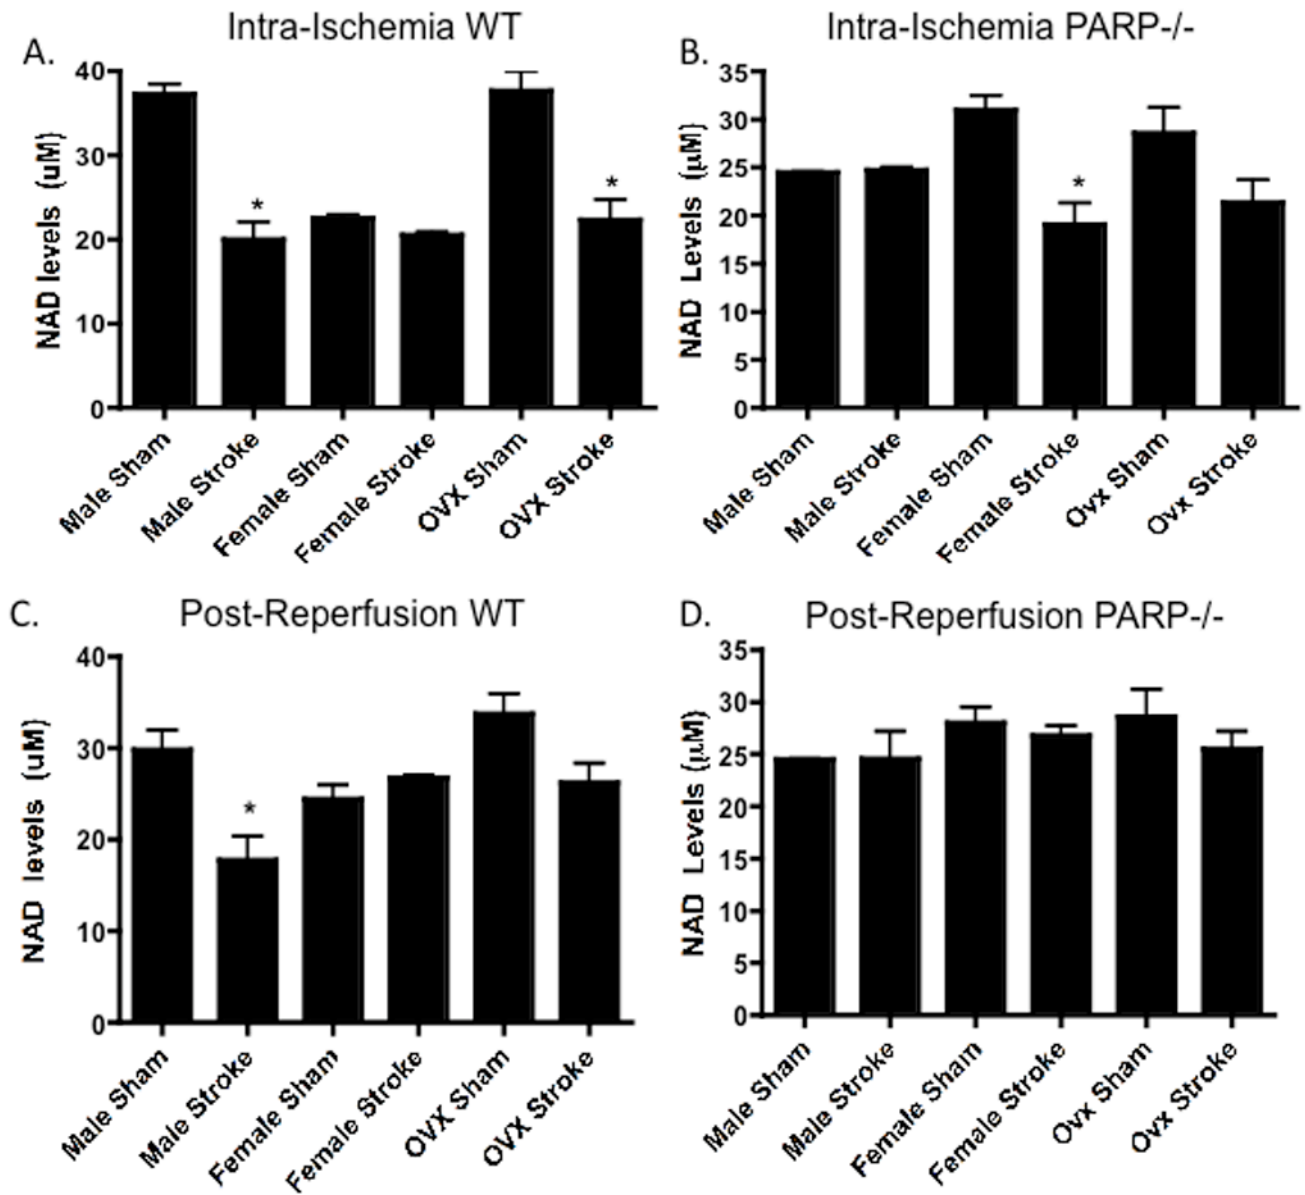 A.
Intra-Ischemia WT
NAD levels (uM)
40
30
20
10
0
*
*
Male Sham
Male Stroke
Female Sham
Female Stroke
OVX Sham
OVX Stroke
B.
Intra-Ischemia PARP-/-
NAD Levels (µM)
35
30
25
20
15
10
5
0
*
Male Sham
Male Stroke
Female Sham
Female Stroke
Ovx Sham
Ovx Stroke
C.
Post-Reperfusion WT
NAD levels (uM)
40
30
20
10
0
*
Male Sham
Male Stroke
Female Sham
Female Stroke
OVX Sham
OVX Stroke
D.
Post-Reperfusion PARP-/-
NAD Levels (µM)
35
30
25
20
15
10
5
0
Male Sham
Male Stroke
Female Sham
Female Stroke
Ovx Sham
Ovx Stroke